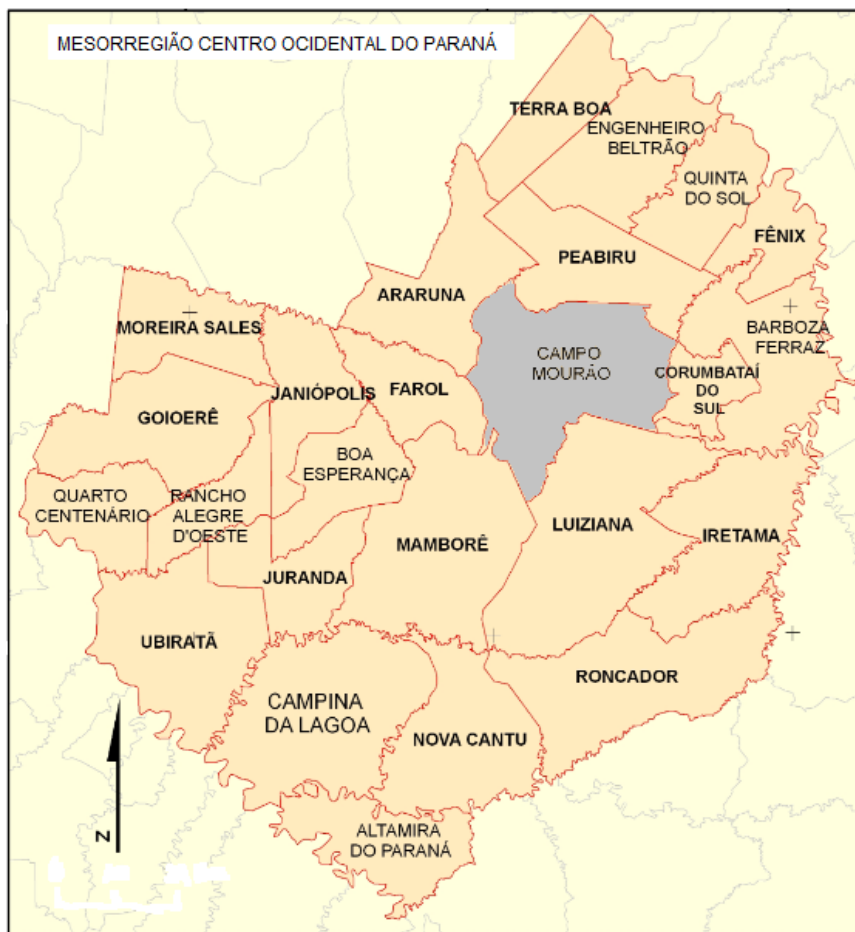 MESORREGIÃO CENTRO OCIDENTAL DO PARANÁ
TERRA BOA
ENGENHEIRO
BELTRÃO
QUINTA
DO SOL
FÊNIX
PEABIRU
ARARUNA
MOREIRA SALES
BARBOZA
FERRAZ
CAMPO
MOURÃO
CORUMBATAÍ
DO
SUL
JANIÓPOLIS
FAROL
GOIOERÊ
BOA
ESPERANÇA
QUARTO
CENTENÁRIO
RANCHO
ALEGRE
D'OESTE
LUIZIANA
IRETAMA
MAMBORÊ
JURANDA
UBIRATÃ
RONCADOR
CAMPINA
DA LAGOA
NOVA CANTU
ALTAMIRA
DO PARANÁ
N